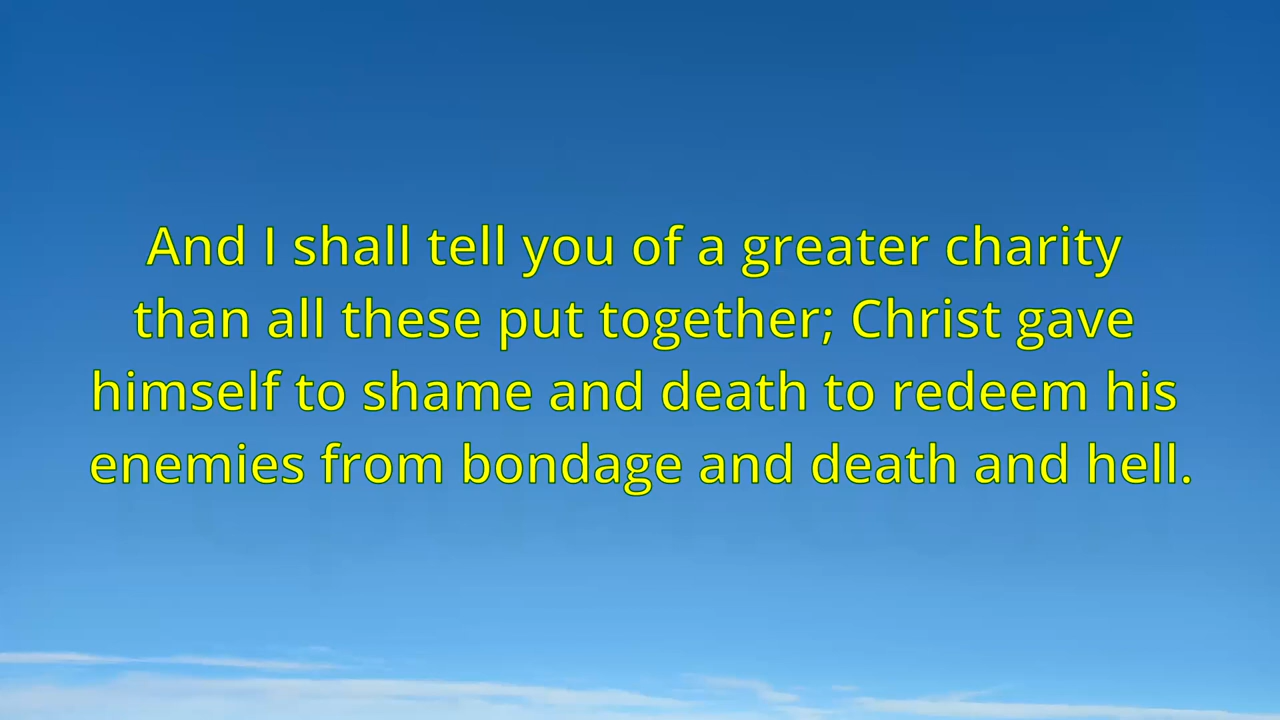 And I shall tell you of a greater charity
than all these put together; Christ gave
himself to shame and death to redeem his
enemies from bondage and death and hell.